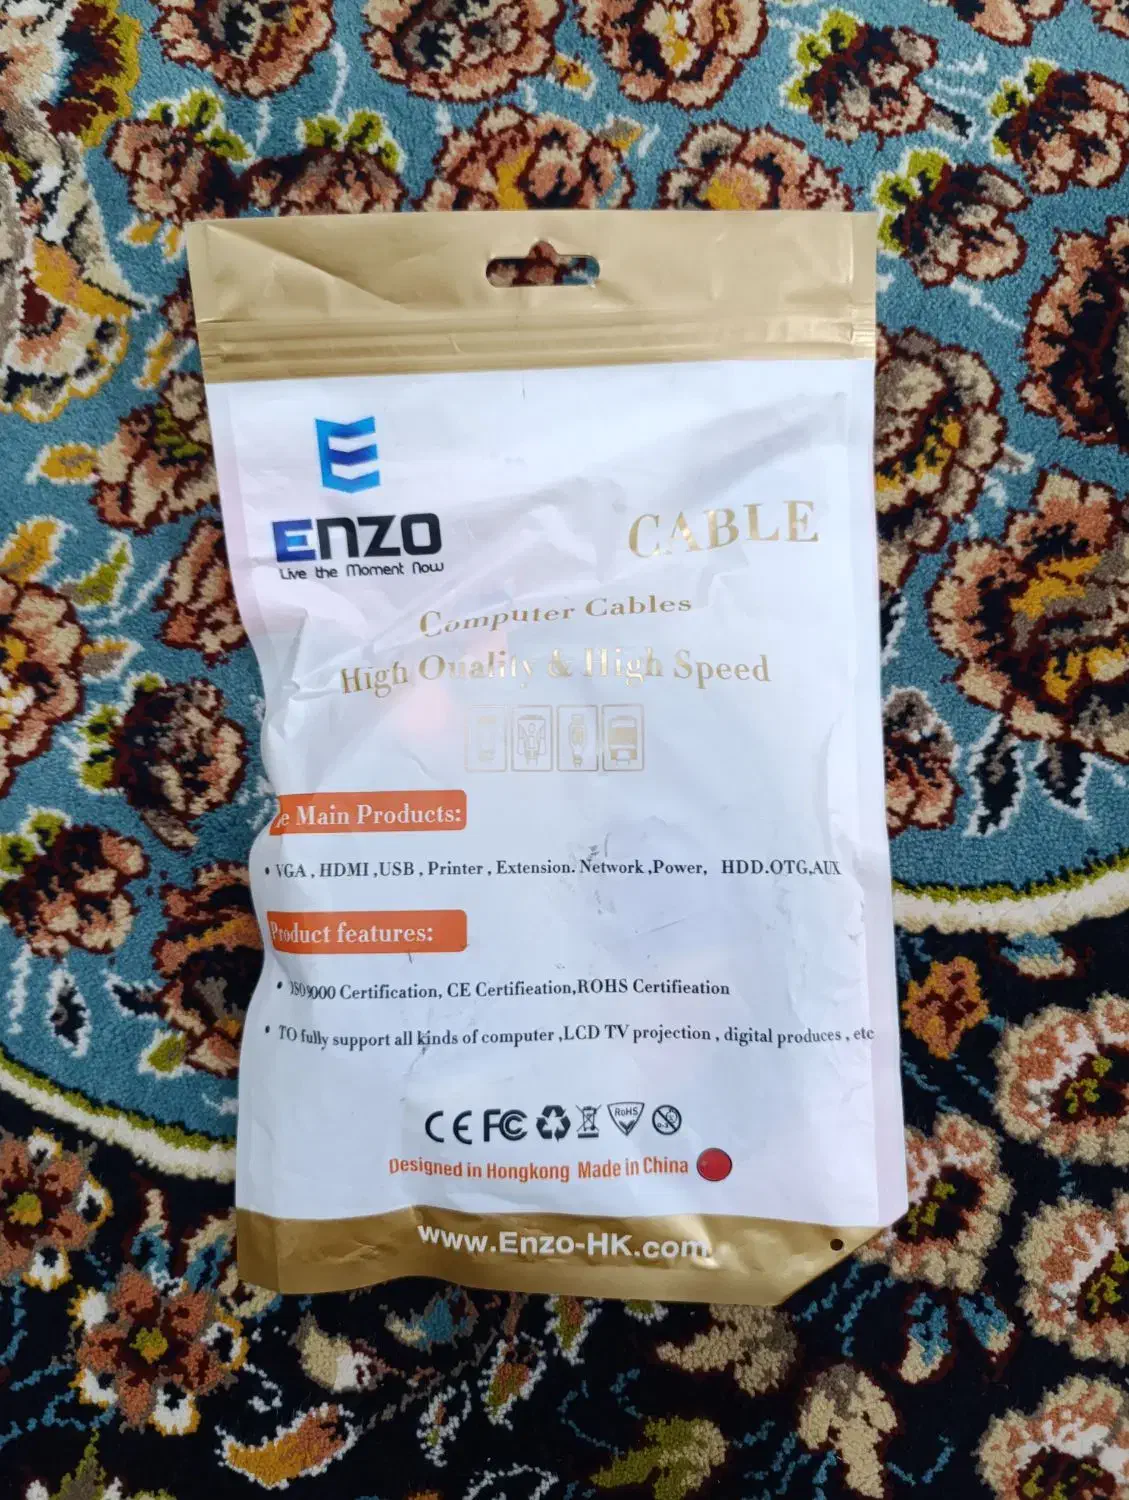 ENZO
Live the Moment Now
CABLE
Computer Cables
High Quality & High Speed
Main Products:
• VGA , HDMI ,USB , Printer , Extension. Network ,Power, HDD.OTG,AUX
Product features:
• ISO9000 Certification, CE Certifieation,ROHS Certifieation
• TO fully support all kinds of computer ,LCD TV projection , digital produces , etc
CE FC RoHS
Designed in Hongkong Made in China
www.Enzo-HK.com